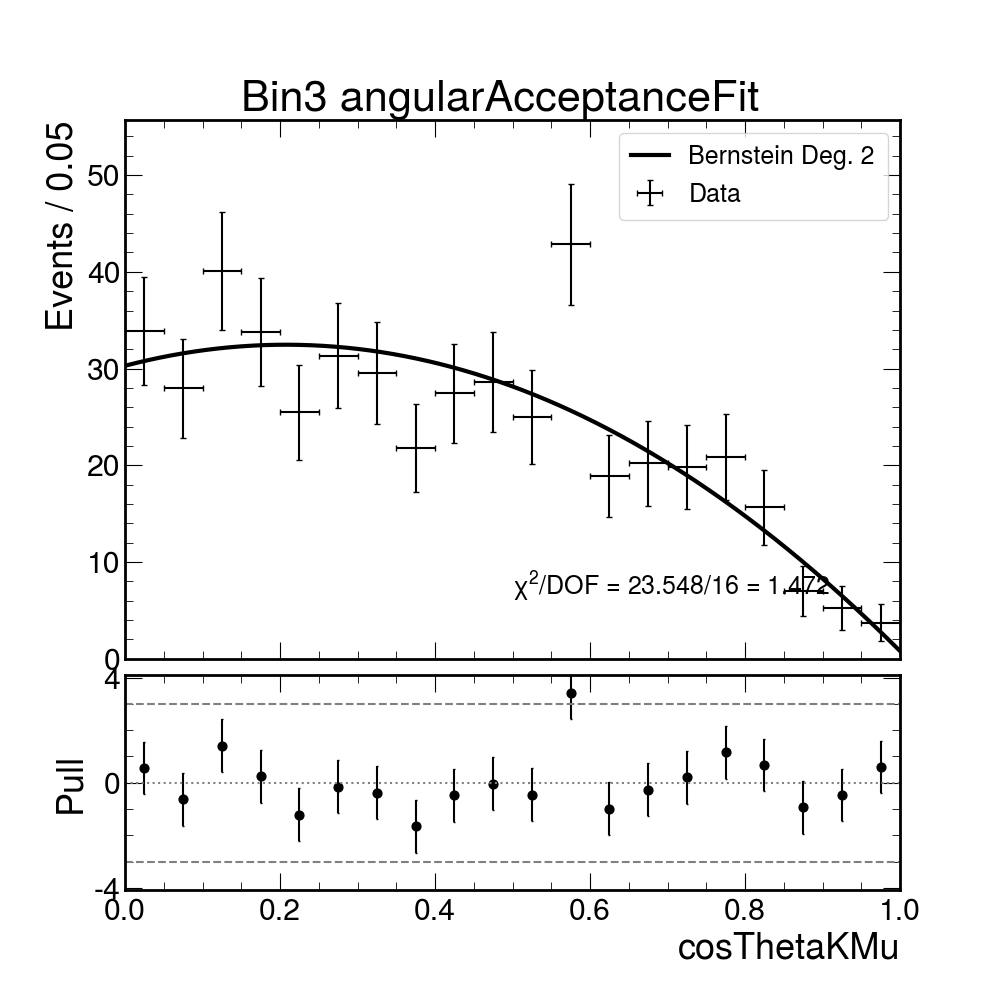 Bin3 angularAcceptanceFit
Events / 0.05
50
40
30
20
10
0
Bernstein Deg. 2
Data
χ²/DOF = 23.548/16 = 1.472
Pull
4
0
-4
0.0 0.2 0.4 0.6 0.8 1.0
cosThetaKMu